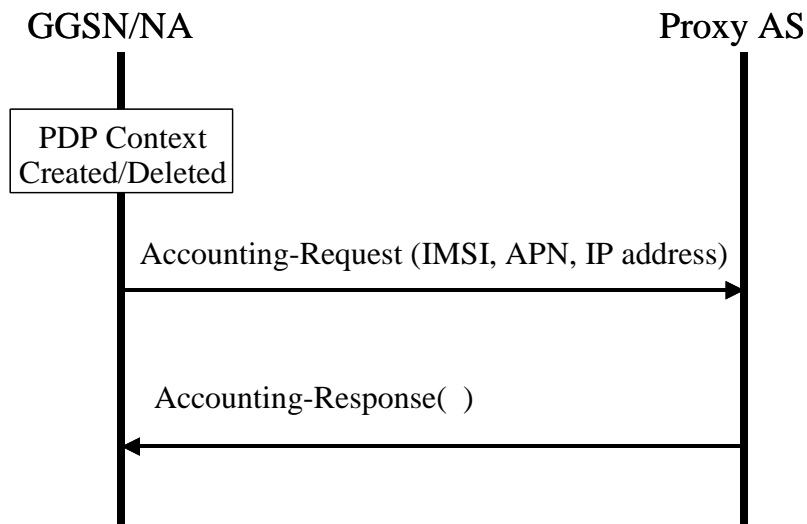 GGSN/NA
Proxy AS
PDP Context
Created/Deleted
Accounting-Request (IMSI, APN, IP address)
Accounting-Response( )